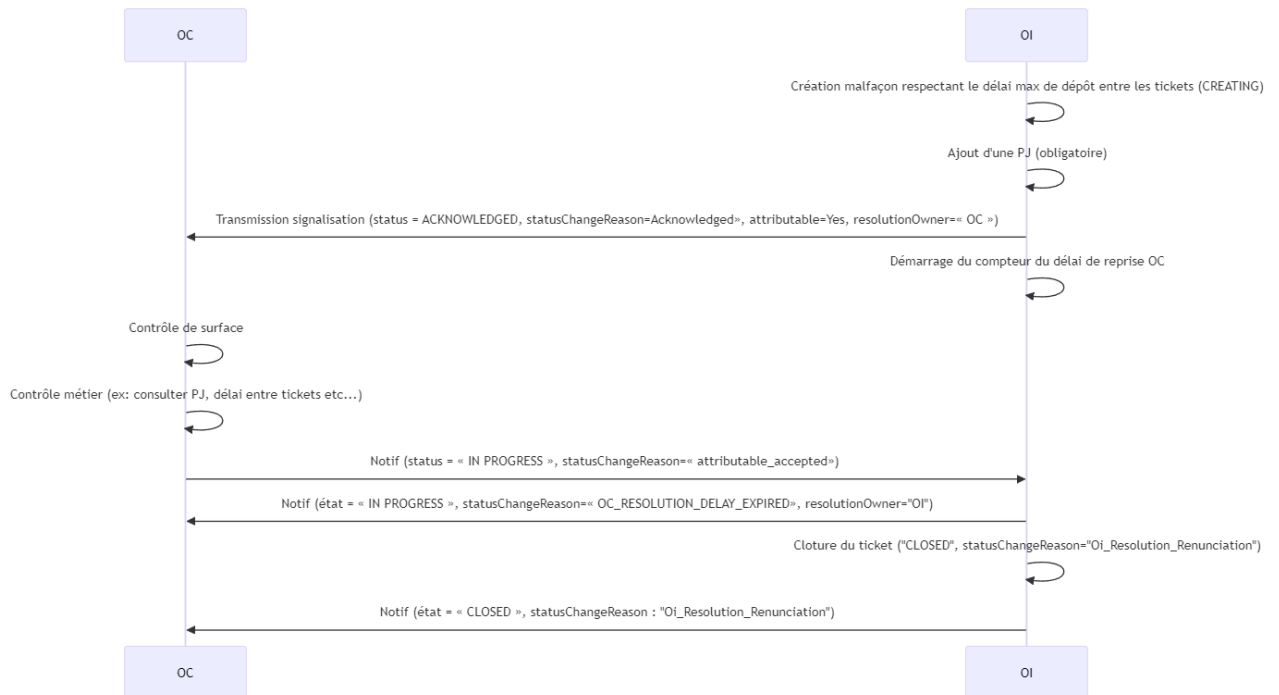 OC
OI
Création malfaçon respectant le délai max de dépôt entre les tickets (CREATING)
Ajout d'une PJ (obligatoire)
Transmission signalisation (status = ACKNOWLEDGED, statusChangeReason=Acknowledged», attributable=Yes, resolutionOwner=« OC »)
Démarrage du compteur du délai de reprise OC
Contrôle de surface
Contrôle métier (ex: consulter PJ, délai entre tickets etc...)
Notif (status = « IN PROGRESS », statusChangeReason=« attributable_accepted»)
Notif (état = « IN PROGRESS », statusChangeReason=« OC_RESOLUTION_DELAY_EXPIRED», resolutionOwner="OI")
Cloture du ticket ("CLOSED", statusChangeReason="Oi_Resolution_Renunciation")
Notif (état = « CLOSED », statusChangeReason : "Oi_Resolution_Renunciation")
OC
OI